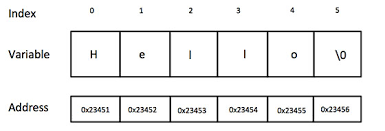 Index 0 1 2 3 4 5
Variable H e l l o \0
Address 0x23451 0x23452 0x23453 0x23454 0x23455 0x23456